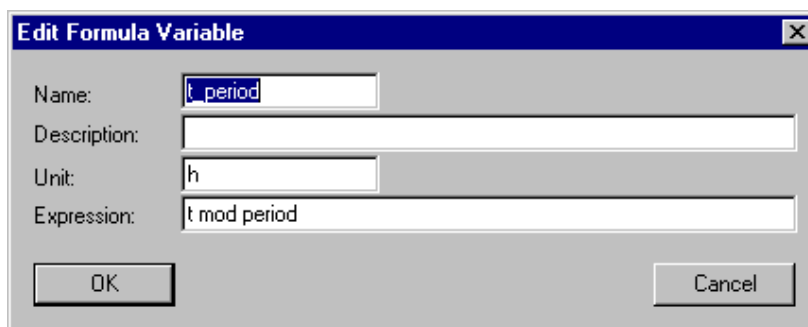 Edit Formula Variable
Name: t_period
Description:
Unit: h
Expression: t mod period
OK Cancel